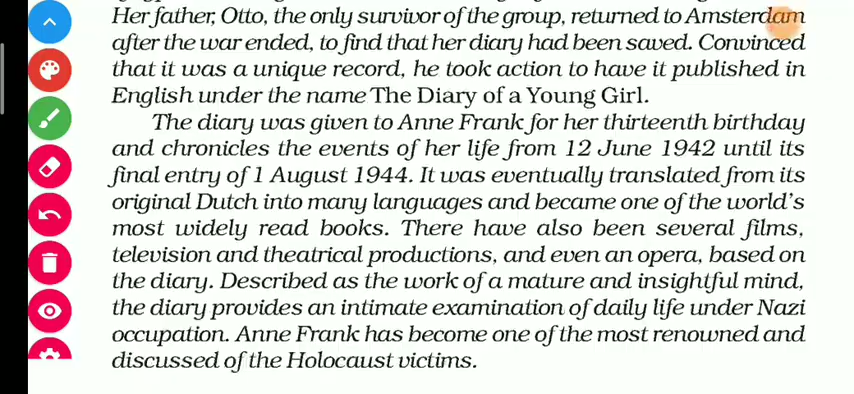 Her father, Otto, the only survivor of the group, returned to Amsterdam
after the war ended, to find that her diary had been saved. Convinced
that it was a unique record, he took action to have it published in
English under the name The Diary of a Young Girl.
The diary was given to Anne Frank for her thirteenth birthday
and chronicles the events of her life from 12 June 1942 until its
final entry of 1 August 1944. It was eventually translated from its
original Dutch into many languages and became one of the world's
most widely read books. There have also been several films,
television and theatrical productions, and even an opera, based on
the diary. Described as the work of a mature and insightful mind,
the diary provides an intimate examination of daily life under Nazi
occupation. Anne Frank has become one of the most renowned and
discussed of the Holocaust victims.